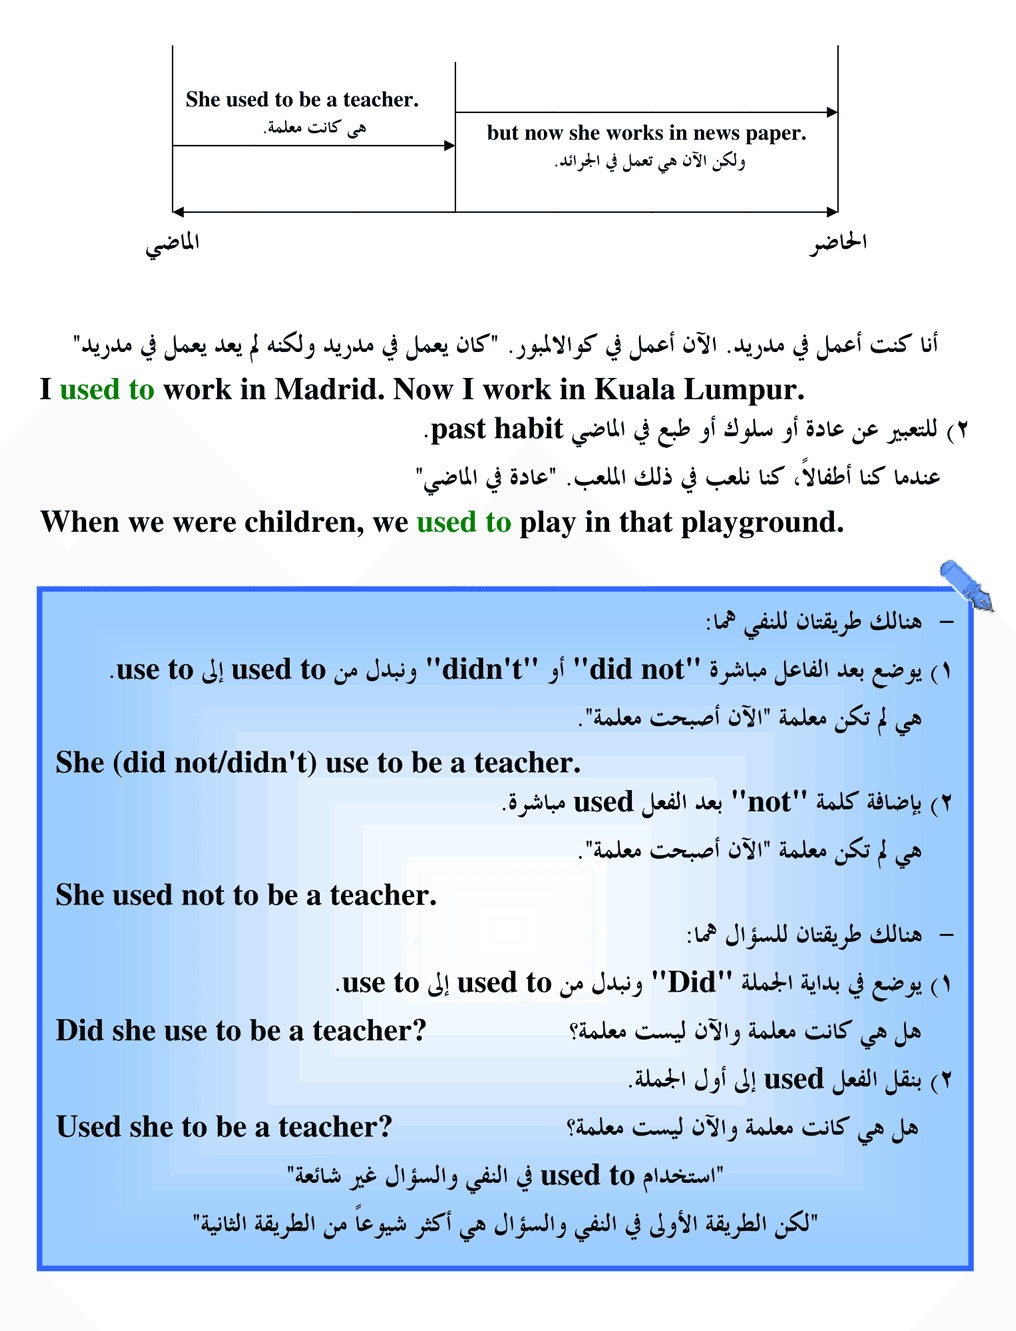 She used to be a teacher.
هي كانت معلمة.
but now she works in news paper.
ولكن الآن هي تعمل في الجرائد.
الماضي
الحاضر
أنا كنت أعمل في مدريد. الآن أعمل في كوالالمبور. "كان يعمل في مدريد ولكنه لم يعد يعمل في مدريد"
I used to work in Madrid. Now I work in Kuala Lumpur.
٢) للتعبير عن عادة أو سلوك أو طبع في الماضي past habit.
عندما كنا أطفالاً، كنا نلعب في ذلك الملعب. "عادة في الماضي"
When we were children, we used to play in that playground.
– هنالك طريقتان للنفي هما:
١) يوضع بعد الفاعل مباشرة "did not" أو "didn't" ونبدل من used to إلى use to.
هي لم تكن معلمة "الآن أصبحت معلمة".
She (did not/didn't) use to be a teacher.
٢) بإضافة كلمة "not" بعد الفعل used مباشرة.
هي لم تكن معلمة "الآن أصبحت معلمة".
She used not to be a teacher.
– هنالك طريقتان للسؤال هما:
١) يوضع في بداية الجملة "Did" ونبدل من used to إلى use to.
هل هي كانت معلمة والآن ليست معلمة؟ Did she use to be a teacher?
٢) بنقل الفعل used إلى أول الجملة.
هل هي كانت معلمة والآن ليست معلمة؟ Used she to be a teacher?
"استخدام used to في النفي والسؤال غير شائعة"
"لكن الطريقة الأولى في النفي والسؤال هي أكثر شيوعاً من الطريقة الثانية"